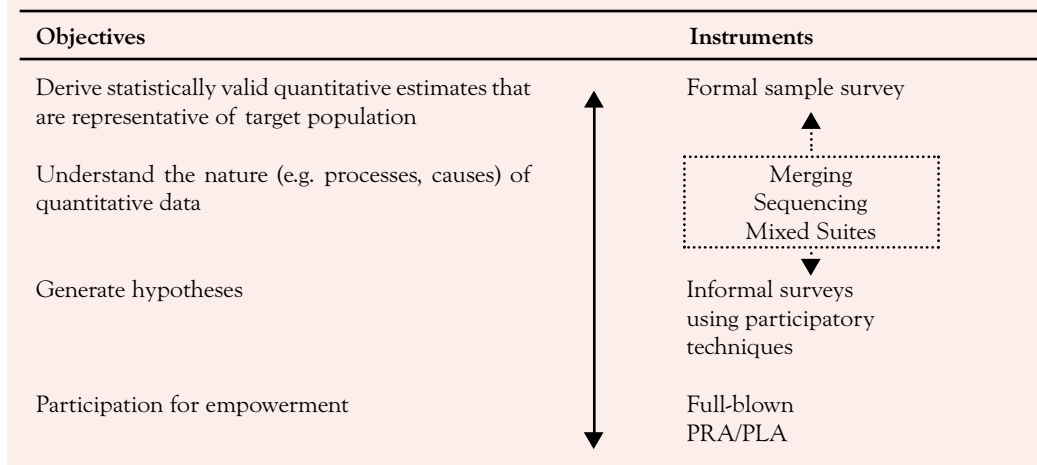 Objectives Instruments
Derive statistically valid quantitative estimates that
are representative of target population
Formal sample survey
Understand the nature (e.g. processes, causes) of
quantitative data
Merging
Sequencing
Mixed Suites
Generate hypotheses
Informal surveys
using participatory
techniques
Participation for empowerment
Full-blown
PRA/PLA